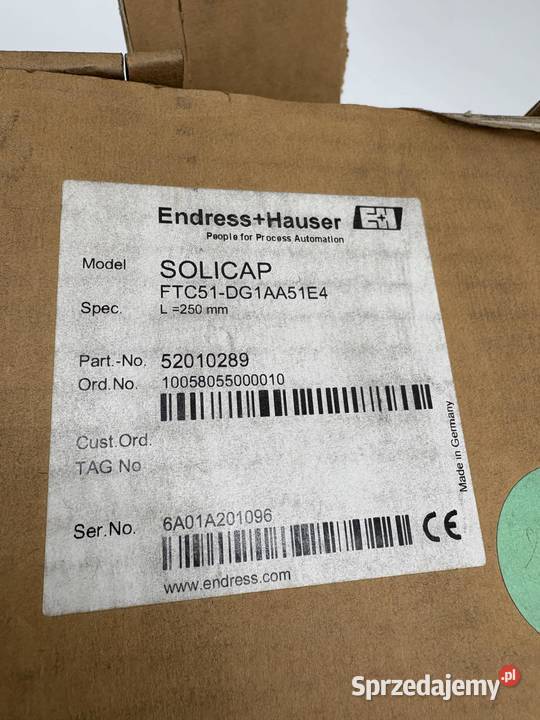 Endress+Hauser E+H
People for Process Automation
Model SOLICAP
FTC51-DG1AA51E4
Spec. L =250 mm
Part.-No. 52010289
Ord.No. 10058055000010
Cust.Ord.
TAG No
Made in Germany
Ser.No. 6A01A201096
CE
www.endress.com
Sprzedajemy.pl